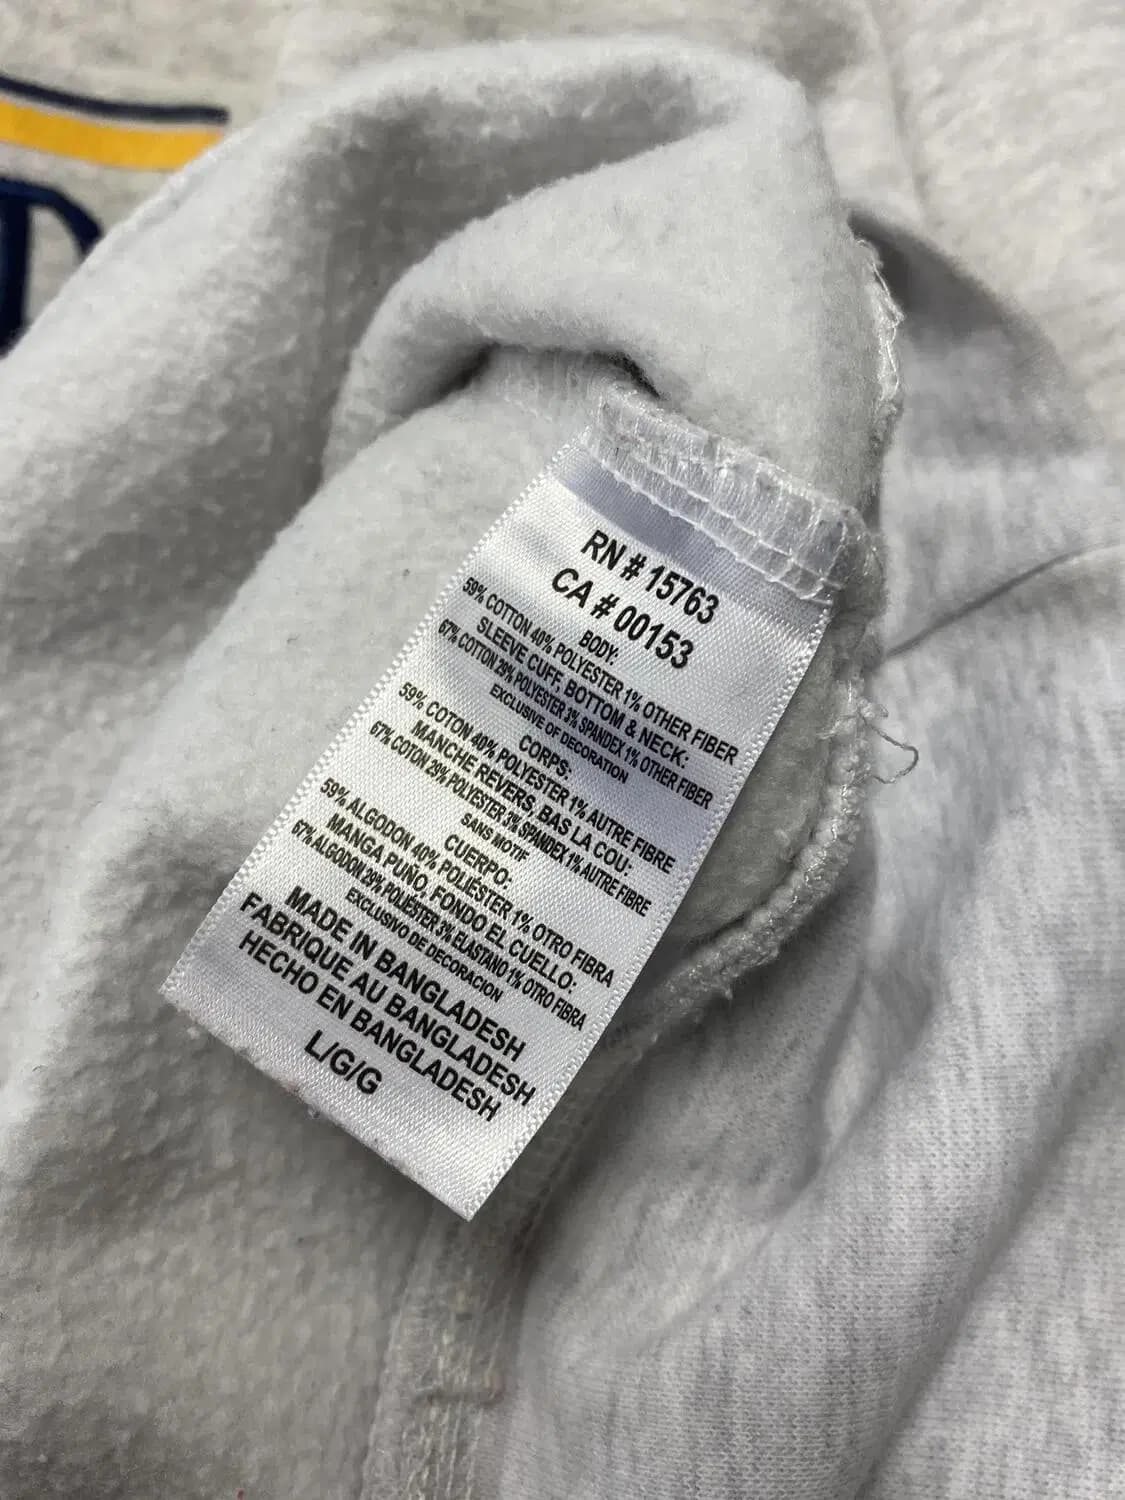 RN # 15763
CA # 00153
BODY:
59% COTTON 40% POLYESTER 1% OTHER FIBER
SLEEVE CUFF, BOTTOM & NECK:
67% COTTON 29% POLYESTER 3% SPANDEX 1% OTHER FIBER
EXCLUSIVE OF DECORATION
CORPS:
59% COTON 40% POLYESTER 1% AUTRE FIBRE
MANCHE REVERS, BAS LA COU:
67% COTON 29% POLYESTER 3% SPANDEX 1% AUTRE FIBRE
SANS MOTIF
CUERPO:
59% ALGODON 40% POLIÉSTER 1% OTRO FIBRA
MANGA PUÑO, FONDO EL CUELLO:
67% ALGODON 29% POLIÉSTER 3% ELASTANO 1% OTRO FIBRA
EXCLUSIVO DE DECORACION
MADE IN BANGLADESH
FABRIQUE AU BANGLADESH
HECHO EN BANGLADESH
L/G/G